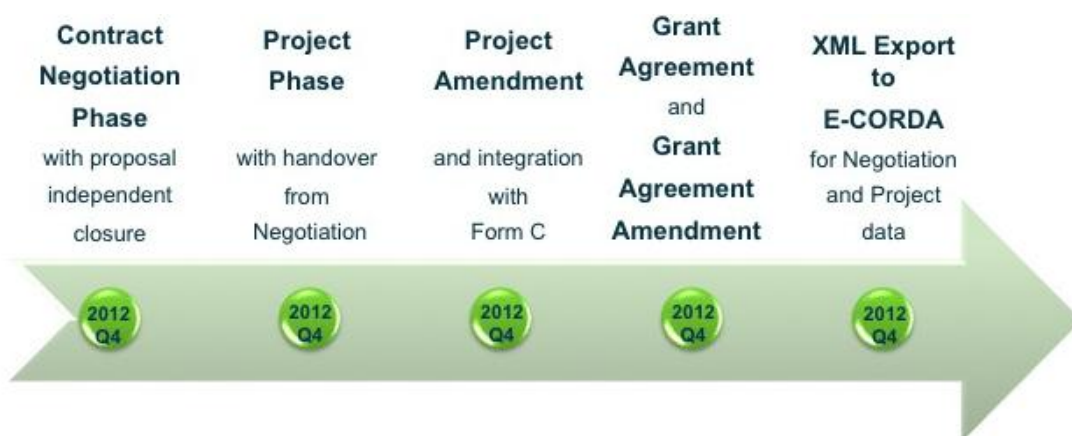 Contract
Negotiation
Phase
with proposal
independent
closure
Project
Phase
with handover
from
Negotiation
Project
Amendment
and integration
with
Form C
Grant
Agreement
and
Grant
Agreement
Amendment
XML Export
to
E-CORDA
for Negotiation
and Project
data
2012
Q4
2012
Q4
2012
Q4
2012
Q4
2012
Q4